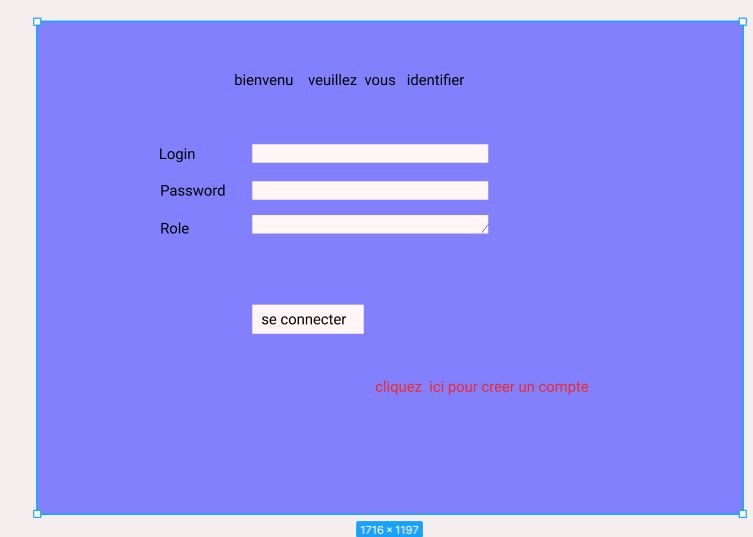 bienvenu veuillez vous identifier
Login
Password
Role
se connecter
cliquez ici pour creer un compte
1716 × 1197